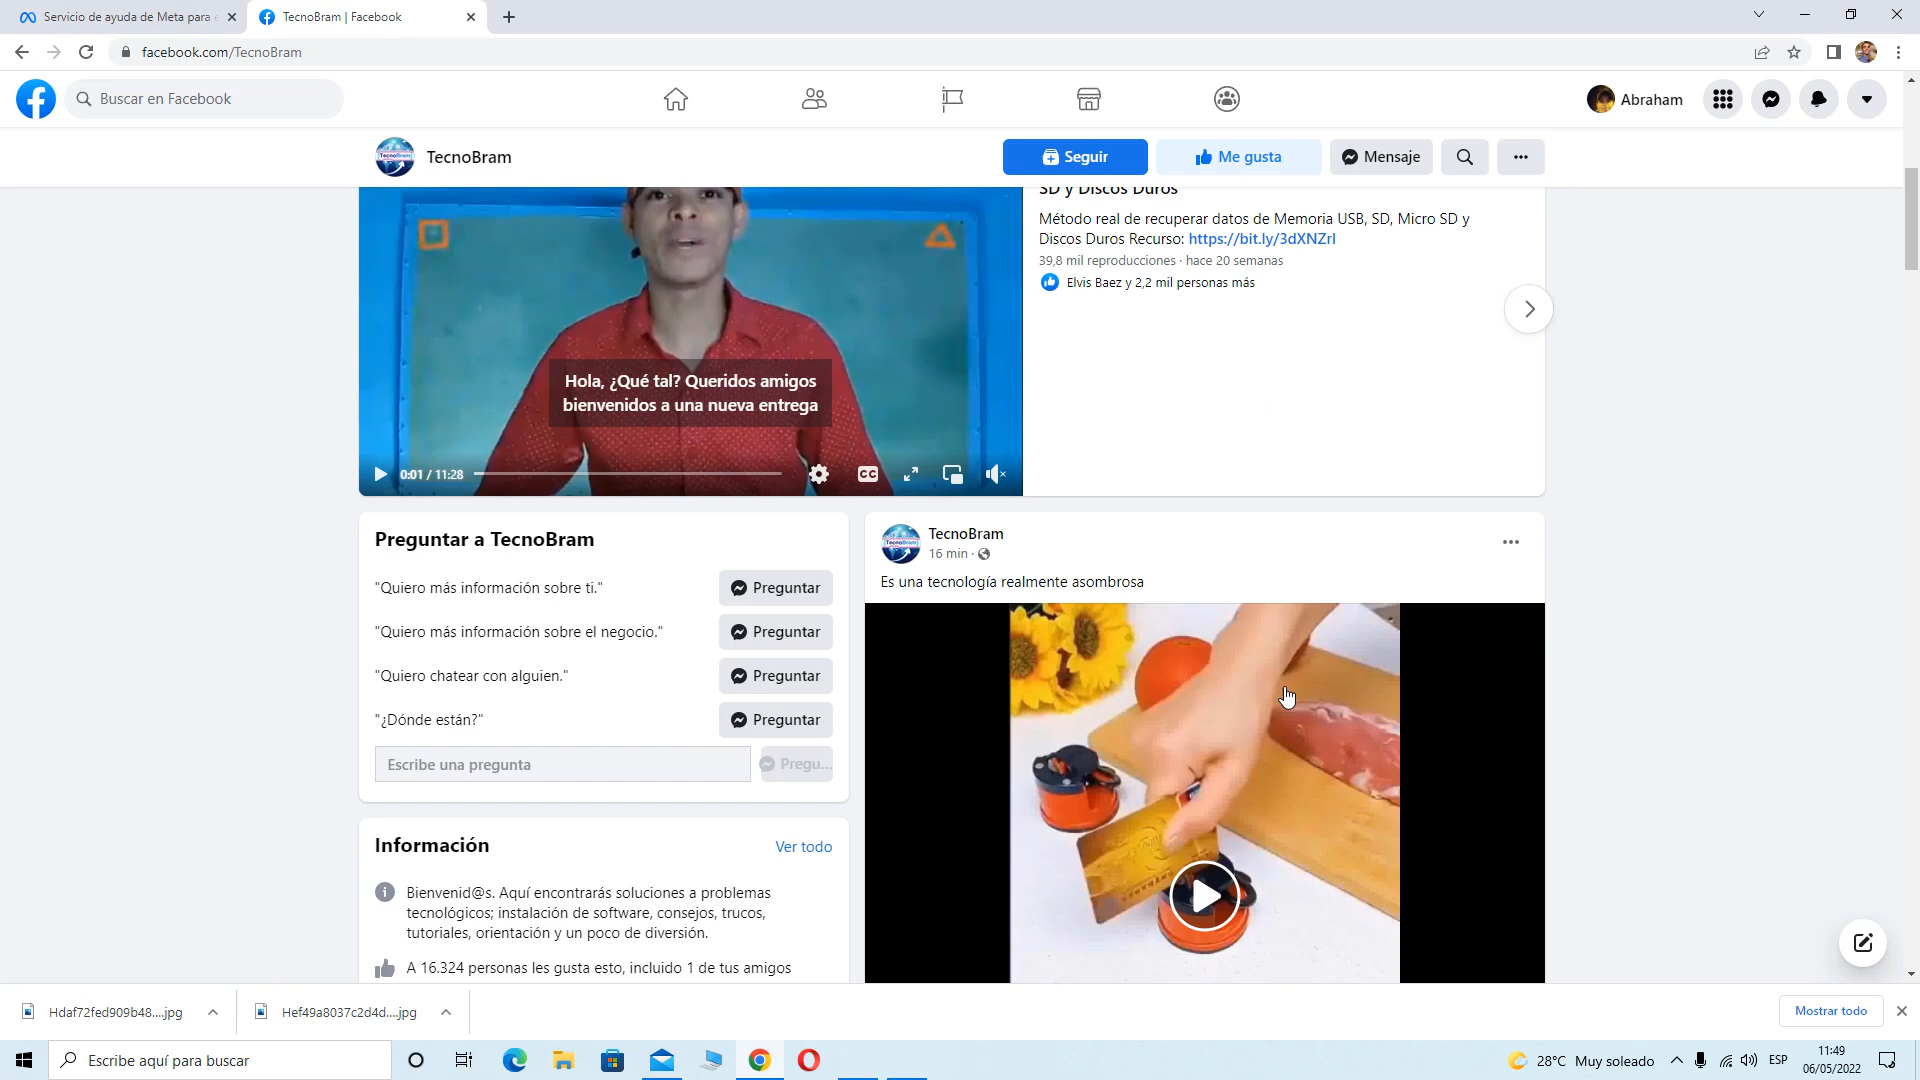 Servicio de ayuda de Meta para e
TecnoBram | Facebook
facebook.com/TecnoBram
Buscar en Facebook
Abraham
TecnoBram
Seguir
Me gusta
Mensaje
SD y Discos Duros
Método real de recuperar datos de Memoria USB, SD, Micro SD y
Discos Duros Recurso: https://bit.ly/3dXNZrI
39,8 mil reproducciones · hace 20 semanas
Elvis Baez y 2,2 mil personas más
Hola, ¿Qué tal? Queridos amigos
bienvenidos a una nueva entrega
0:01 / 11:28
CC
Preguntar a TecnoBram
"Quiero más información sobre ti."
Preguntar
"Quiero más información sobre el negocio."
Preguntar
"Quiero chatear con alguien."
Preguntar
"¿Dónde están?"
Preguntar
Escribe una pregunta
Pregu...
Información
Ver todo
Bienvenid@s. Aquí encontrarás soluciones a problemas
tecnológicos; instalación de software, consejos, trucos,
tutoriales, orientación y un poco de diversión.
A 16.324 personas les gusta esto, incluido 1 de tus amigos
TecnoBram
16 min ·
Es una tecnología realmente asombrosa
Hdaf72fed909b48....jpg
Hef49a8037c2d4d....jpg
Mostrar todo
Escribe aquí para buscar
28°C Muy soleado
ESP
11:49
06/05/2022